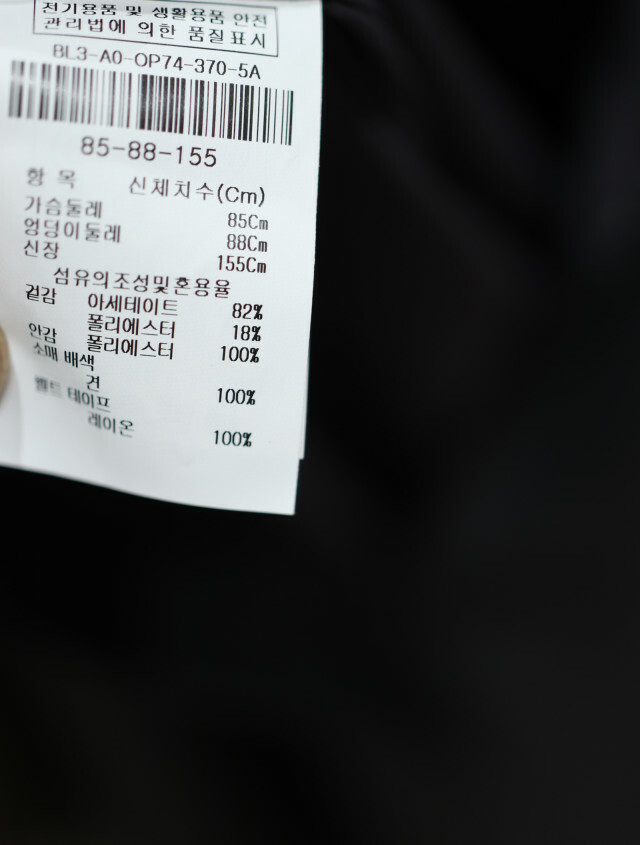 전기용품 및 생활용품 안전
관리법에 의한 품질표시
BL3-A0-OP74-370-5A
85-88-155
항 목 신체치수(Cm)
가슴둘레 85Cm
엉덩이둘레 88Cm
신장 155Cm
섬유의조성및혼용율
겉감 아세테이트 82%
폴리에스터 18%
안감 폴리에스터 100%
소매 배색
견 100%
벨트 테이프
레이온 100%